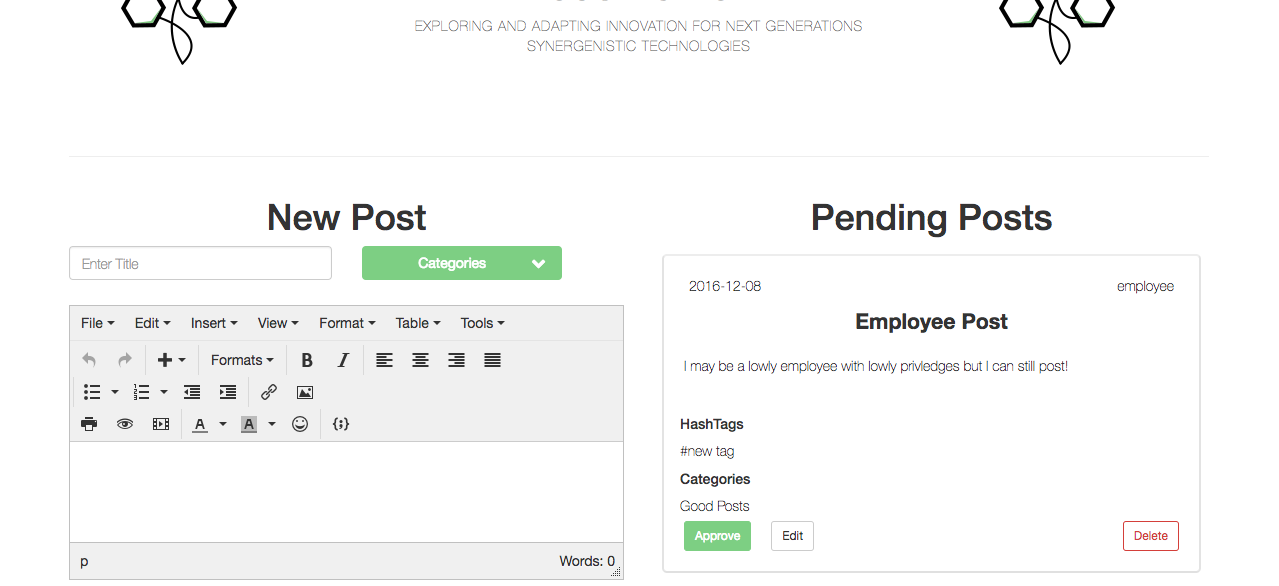 EXPLORING AND ADAPTING INNOVATION FOR NEXT GENERATIONS
SYNERGENISTIC TECHNOLOGIES
New Post
Enter Title
Categories
File Edit Insert View Format Table Tools
Formats B I
A A
p Words: 0
Pending Posts
2016-12-08 employee
Employee Post
I may be a lowly employee with lowly privledges but I can still post!
HashTags
#new tag
Categories
Good Posts
Approve Edit Delete